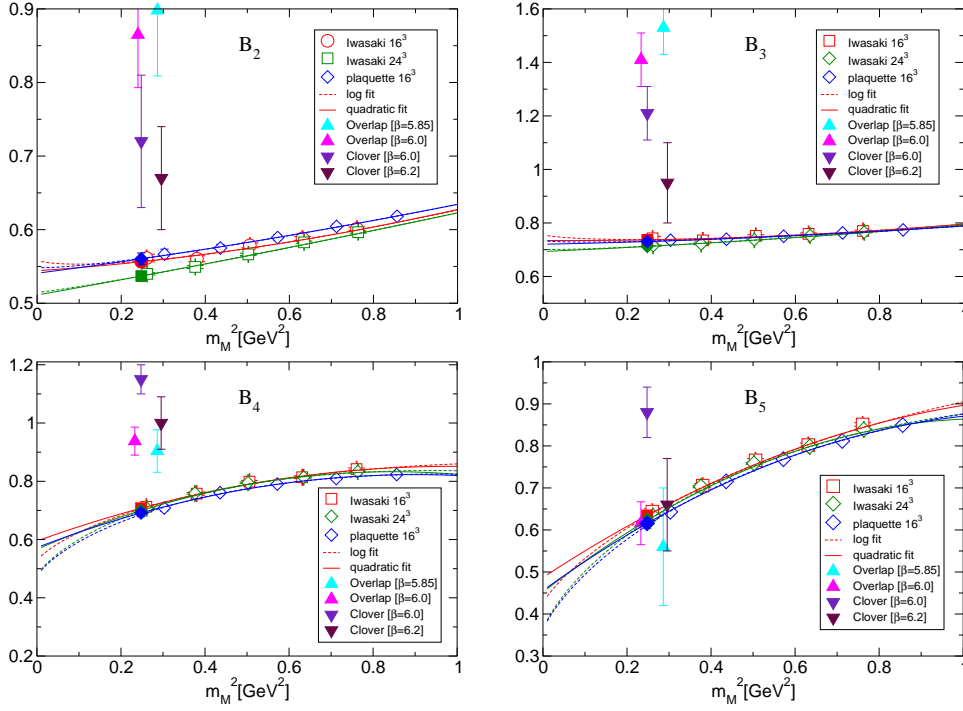 B₂
0.9
0.8
0.7
0.6
0.5
0 0.2 0.4 0.6 0.8 1
m_M²[GeV²]
Iwasaki 16³
Iwasaki 24³
plaquette 16³
log fit
quadratic fit
Overlap [β=5.85]
Overlap [β=6.0]
Clover [β=6.0]
Clover [β=6.2]
B₃
1.6
1.4
1.2
1
0.8
0.6
0 0.2 0.4 0.6 0.8 1
m_M²[GeV²]
Iwasaki 16³
Iwasaki 24³
plaquette 16³
log fit
quadratic fit
Overlap [β=5.85]
Overlap [β=6.0]
Clover [β=6.0]
Clover [β=6.2]
B₄
1.2
1
0.8
0.6
0.4
0.2
0 0.2 0.4 0.6 0.8 1
m_M²[GeV²]
Iwasaki 16³
Iwasaki 24³
plaquette 16³
log fit
quadratic fit
Overlap [β=5.85]
Overlap [β=6.0]
Clover [β=6.0]
Clover [β=6.2]
B₅
1
0.9
0.8
0.7
0.6
0.5
0.4
0.3
0 0.2 0.4 0.6 0.8 1
m_M²[GeV²]
Iwasaki 16³
Iwasaki 24³
plaquette 16³
log fit
quadratic fit
Overlap [β=5.85]
Overlap [β=6.0]
Clover [β=6.0]
Clover [β=6.2]